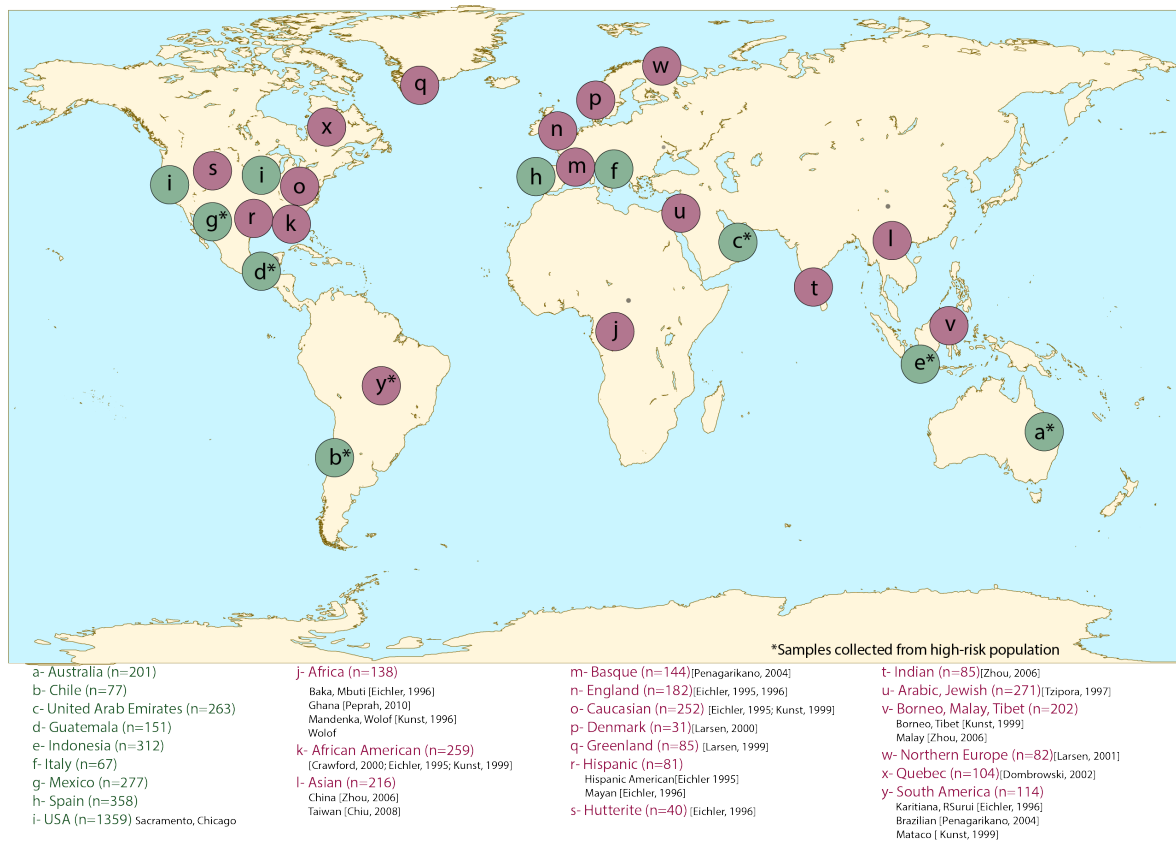 q
w
p
x
n
s
i
i
h
m
f
o
g*
r
k
u
c*
l
d*
t
j
v
e*
y*
a*
b*
*Samples collected from high-risk population
a- Australia (n=201)
b- Chile (n=77)
c- United Arab Emirates (n=263)
d- Guatemala (n=151)
e- Indonesia (n=312)
f- Italy (n=67)
g- Mexico (n=277)
h- Spain (n=358)
i- USA (n=1359) Sacramento, Chicago
j- Africa (n=138)
Baka, Mbuti [Eichler, 1996]
Ghana [Peprah, 2010]
Mandenka, Wolof [Kunst, 1996]
Wolof
k- African American (n=259)
[Crawford, 2000; Eichler, 1995; Kunst, 1999]
l- Asian (n=216)
China [Zhou, 2006]
Taiwan [Chiu, 2008]
m- Basque (n=144)[Penagarikano, 2004]
n- England (n=182)[Eichler, 1995, 1996]
o- Caucasian (n=252) [Eichler, 1995; Kunst, 1999]
p- Denmark (n=31)[Larsen, 2000]
q- Greenland (n=85) [Larsen, 1999]
r- Hispanic (n=81)
Hispanic American[Eichler 1995]
Mayan [Eichler, 1996]
s- Hutterite (n=40) [Eichler, 1996]
t- Indian (n=85)[Zhou, 2006]
u- Arabic, Jewish (n=271)[Tzipora, 1997]
v- Borneo, Malay, Tibet (n=202)
Borneo, Tibet [Kunst, 1999]
Malay [Zhou, 2006]
w- Northern Europe (n=82)[Larsen, 2001]
x- Quebec (n=104)[Dombrowski, 2002]
y- South America (n=114)
Karitiana, RSurui [Eichler, 1996]
Brazilian [Penagarikano, 2004]
Mataco [ Kunst, 1999]